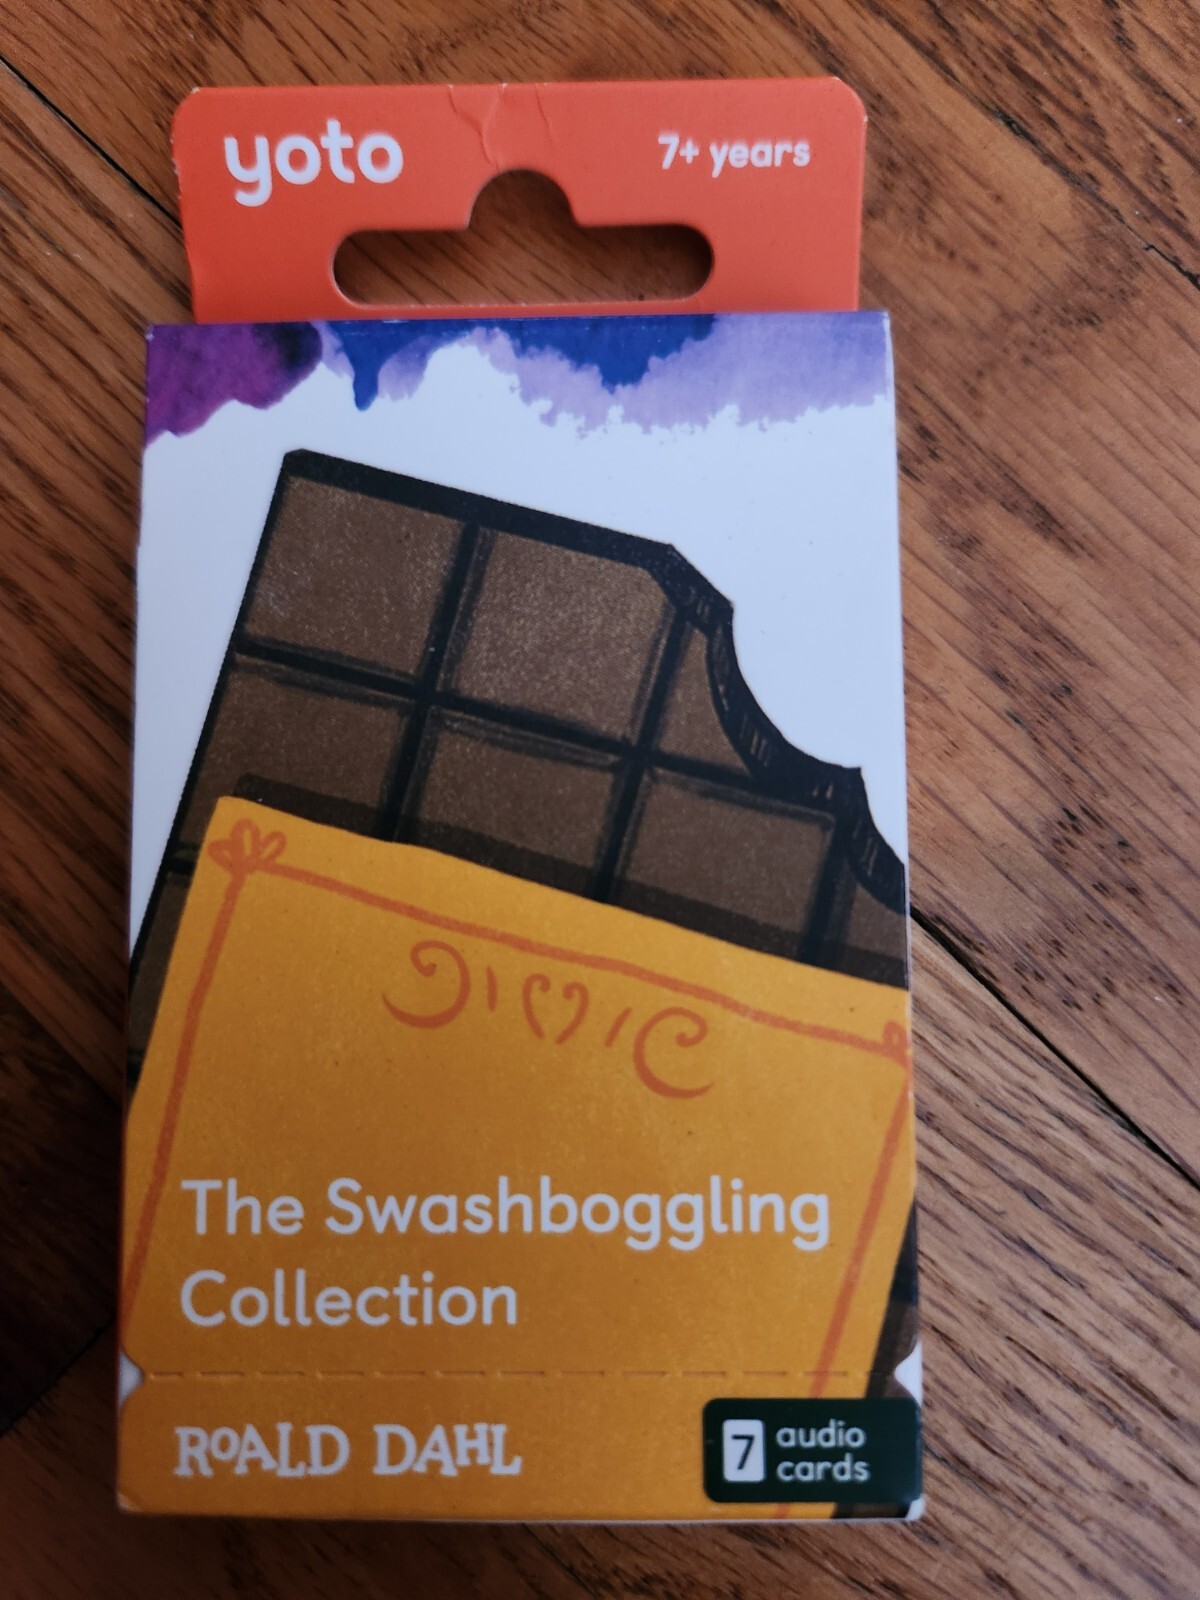 yoto
7+ years
The Swashboggling
Collection
ROALD DAHL
7 audio
cards